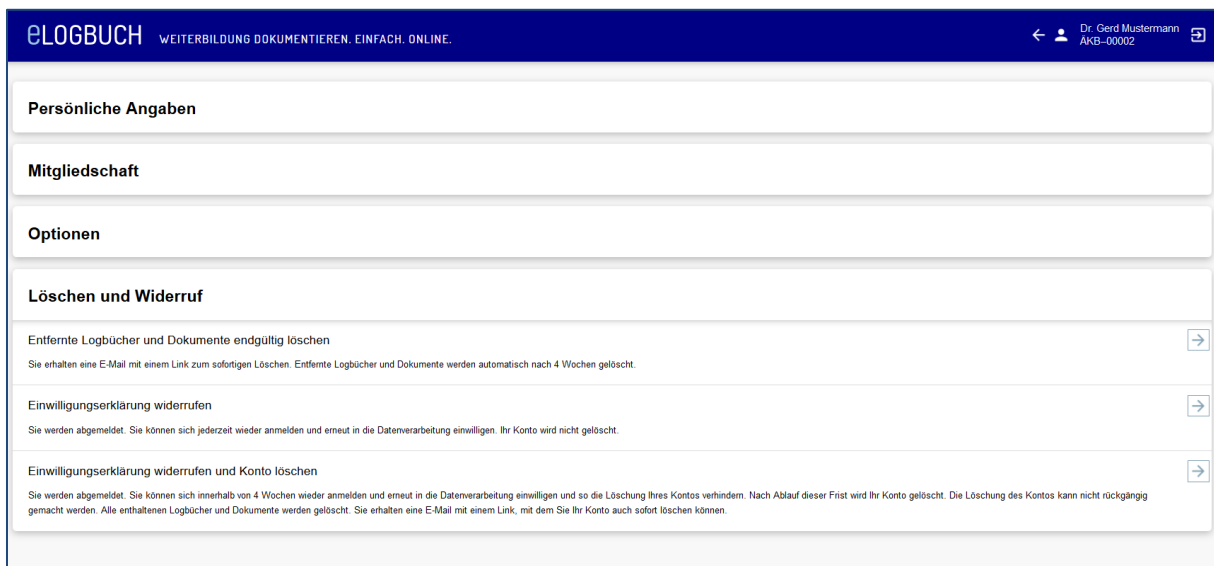 eLOGBUCH WEITERBILDUNG DOKUMENTIEREN. EINFACH. ONLINE.
Dr. Gerd Mustermann
ÄKB–00002
Persönliche Angaben
Mitgliedschaft
Optionen
Löschen und Widerruf
Entfernte Logbücher und Dokumente endgültig löschen
Sie erhalten eine E-Mail mit einem Link zum sofortigen Löschen. Entfernte Logbücher und Dokumente werden automatisch nach 4 Wochen gelöscht.
Einwilligungserklärung widerrufen
Sie werden abgemeldet. Sie können sich jederzeit wieder anmelden und erneut in die Datenverarbeitung einwilligen. Ihr Konto wird nicht gelöscht.
Einwilligungserklärung widerrufen und Konto löschen
Sie werden abgemeldet. Sie können sich innerhalb von 4 Wochen wieder anmelden und erneut in die Datenverarbeitung einwilligen und so die Löschung Ihres Kontos verhindern. Nach Ablauf dieser Frist wird Ihr Konto gelöscht. Die Löschung des Kontos kann nicht rückgängig
gemacht werden. Alle enthaltenen Logbücher und Dokumente werden gelöscht. Sie erhalten eine E-Mail mit einem Link, mit dem Sie Ihr Konto auch sofort löschen können.